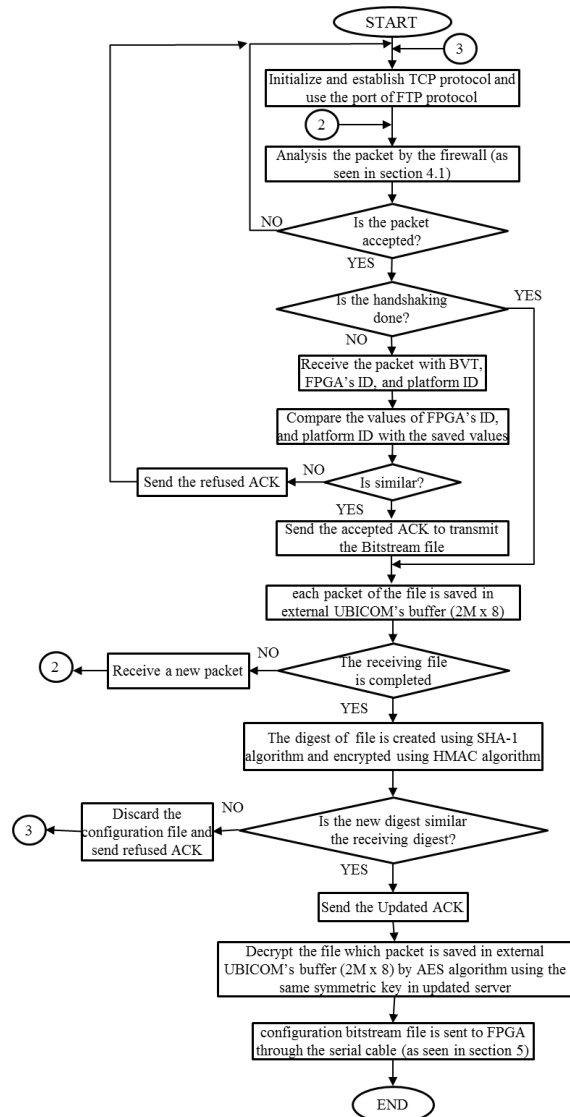 START
3
Initialize and establish TCP protocol and
use the port of FTP protocol
2
Analysis the packet by the firewall (as
seen in section 4.1)
NO
Is the packet
accepted?
YES
Is the handshaking
done?
YES
NO
Receive the packet with BVT,
FPGA's ID, and platform ID
Compare the values of FPGA's ID,
and platform ID with the saved values
Send the refused ACK
NO
Is similar?
YES
Send the accepted ACK to transmit
the Bitstream file
each packet of the file is saved in
external UBICOM's buffer (2M x 8)
2
Receive a new packet
NO
The receiving file
is completed
YES
The digest of file is created using SHA-1
algorithm and encrypted using HMAC algorithm
3
Discard the
configuration file and
send refused ACK
NO
Is the new digest similar
the receiving digest?
YES
Send the Updated ACK
Decrypt the file which packet is saved in external
UBICOM's buffer (2M x 8) by AES algorithm using the
same symmetric key in updated server
configuration bitstream file is sent to FPGA
through the serial cable (as seen in section 5)
END